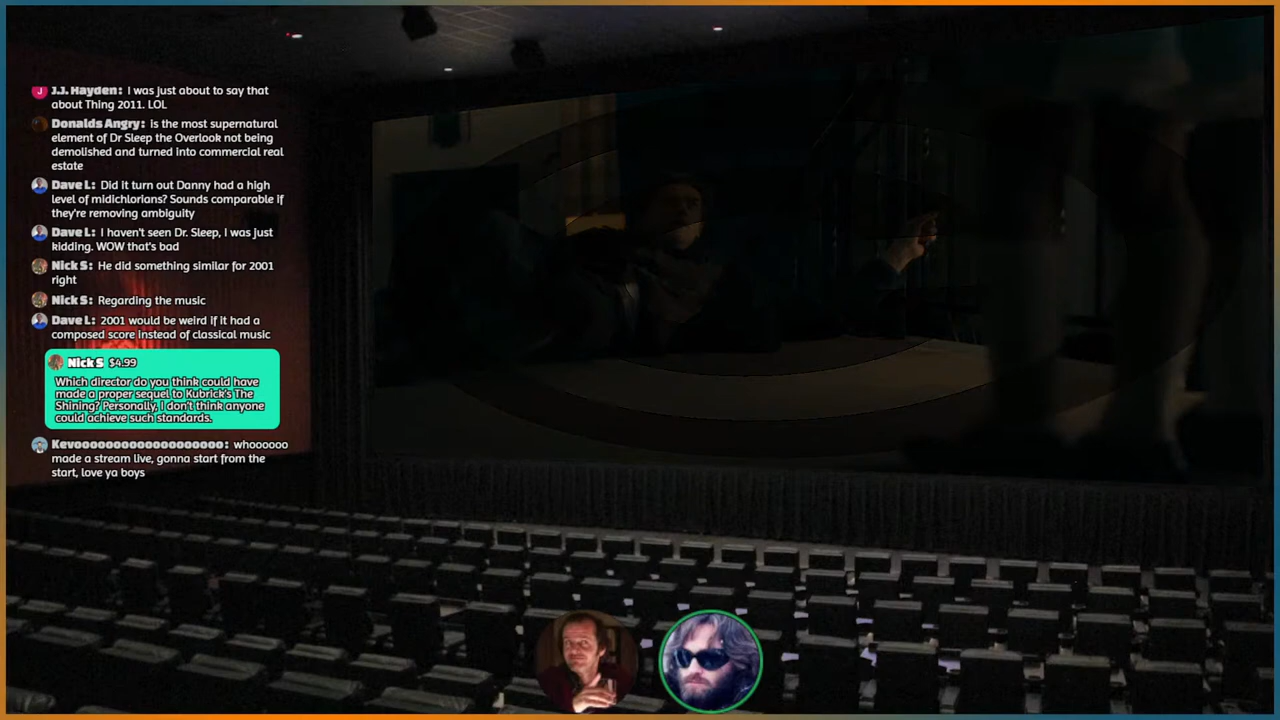 J J.J. Hayden: I was just about to say that
about Thing 2011. LOL
Donalds Angry: is the most supernatural
element of Dr Sleep the Overlook not being
demolished and turned into commercial real
estate
Dave L: Did it turn out Danny had a high
level of midichlorians? Sounds comparable if
they're removing ambiguity
Dave L: I haven't seen Dr. Sleep, I was just
kidding. WOW that's bad
Nick S: He did something similar for 2001
right
Nick S: Regarding the music
Dave L: 2001 would be weird if it had a
composed score instead of classical music
Nick S $4.99
Which director do you think could have
made a proper sequel to Kubrick's The
Shining? Personally, I don't think anyone
could achieve such standards.
Kevoooooooooooooooooooo: whoooooo
made a stream live, gonna start from the
start, love ya boys